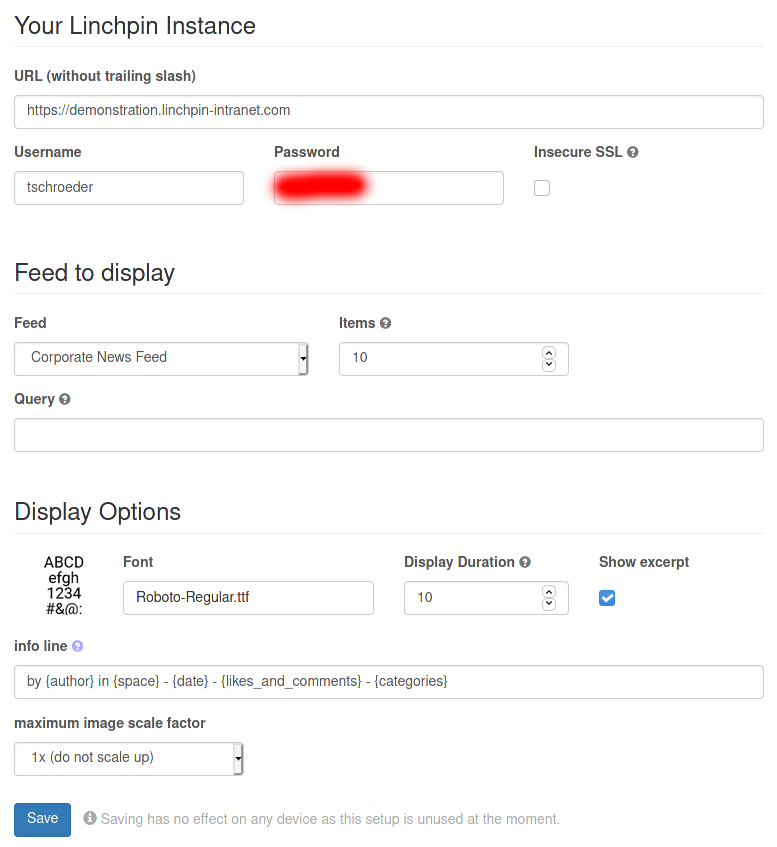 Your Linchpin Instance
URL (without trailing slash)
https://demonstration.linchpin-intranet.com
Username Password Insecure SSL
tschroeder
Feed to display
Feed Items
Corporate News Feed 10
Query
Display Options
ABCD
efgh
1234
#&@:
Font Display Duration Show excerpt
Roboto-Regular.ttf 10
info line
by {author} in {space} - {date} - {likes_and_comments} - {categories}
maximum image scale factor
1x (do not scale up)
Save Saving has no effect on any device as this setup is unused at the moment.